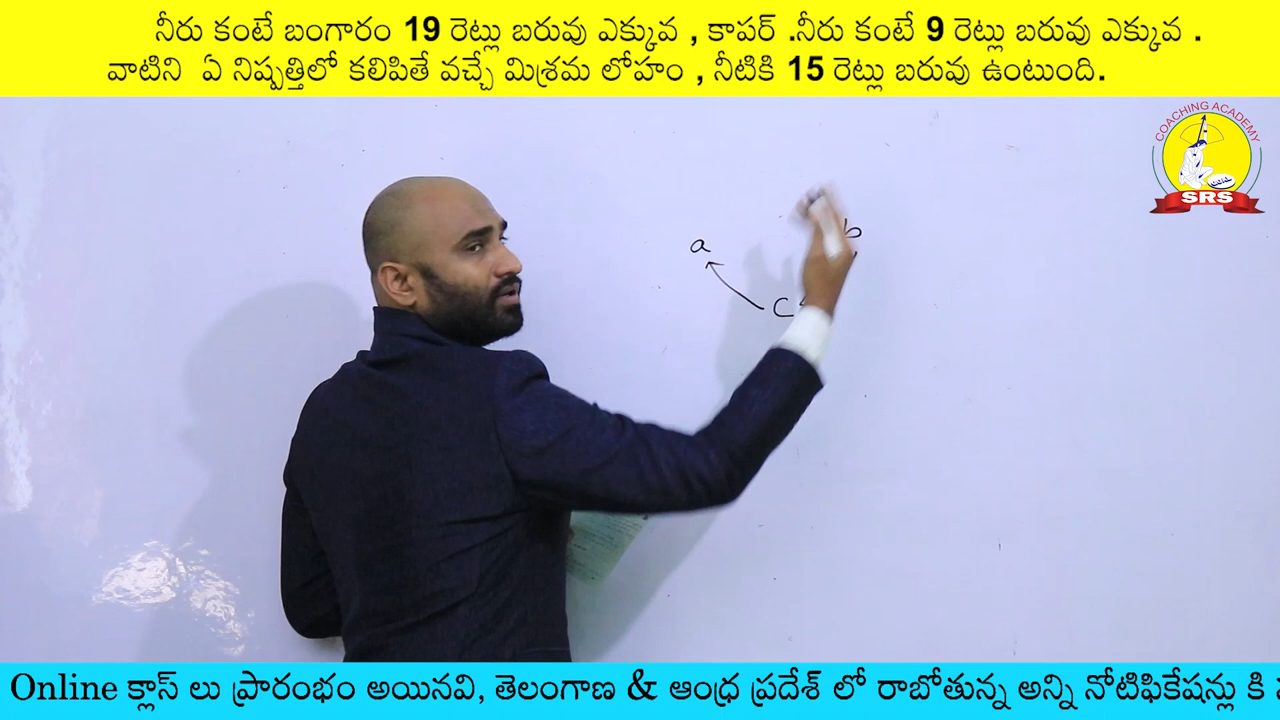 నీరు కంటే బంగారం 19 రెట్లు బరువు ఎక్కువ , కాపర్ .నీరు కంటే 9 రెట్లు బరువు ఎక్కువ .
వాటిని ఏ నిష్పత్తిలో కలిపితే వచ్చే మిశ్రమ లోహం , నీటికి 15 రెట్లు బరువు ఉంటుంది.
COACHING ACADEMY
SRS
a
b
c
Online క్లాస్ లు ప్రారంభం అయినవి, తెలంగాణ & ఆంధ్ర ప్రదేశ్ లో రాబోతున్న అన్ని నోటిఫికేషన్లు కి